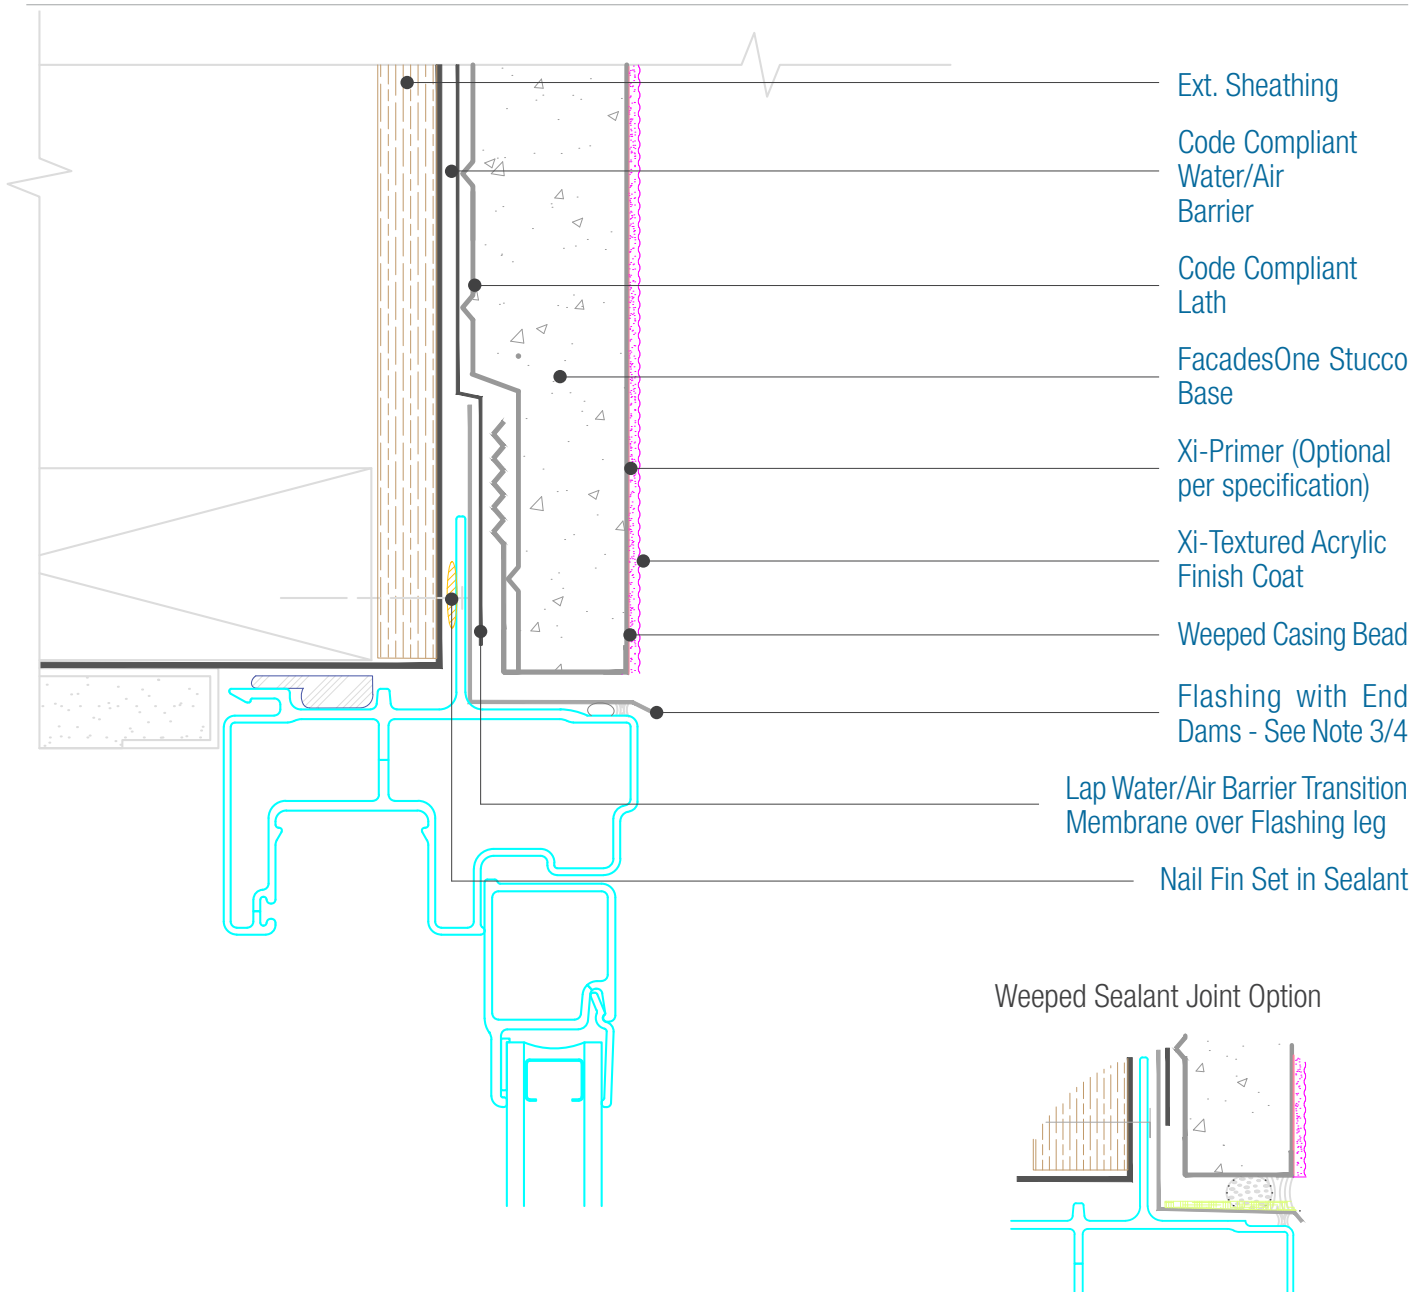 Ext. Sheathing
Code Compliant
Water/Air
Barrier
Code Compliant
Lath
FacadesOne Stucco
Base
Xi-Primer (Optional
per specification)
Xi-Textured Acrylic
Finish Coat
Weeped Casing Bead
Flashing with End
Dams - See Note 3/4
Lap Water/Air Barrier Transition
Membrane over Flashing leg
Nail Fin Set in Sealant
Weeped Sealant Joint Option